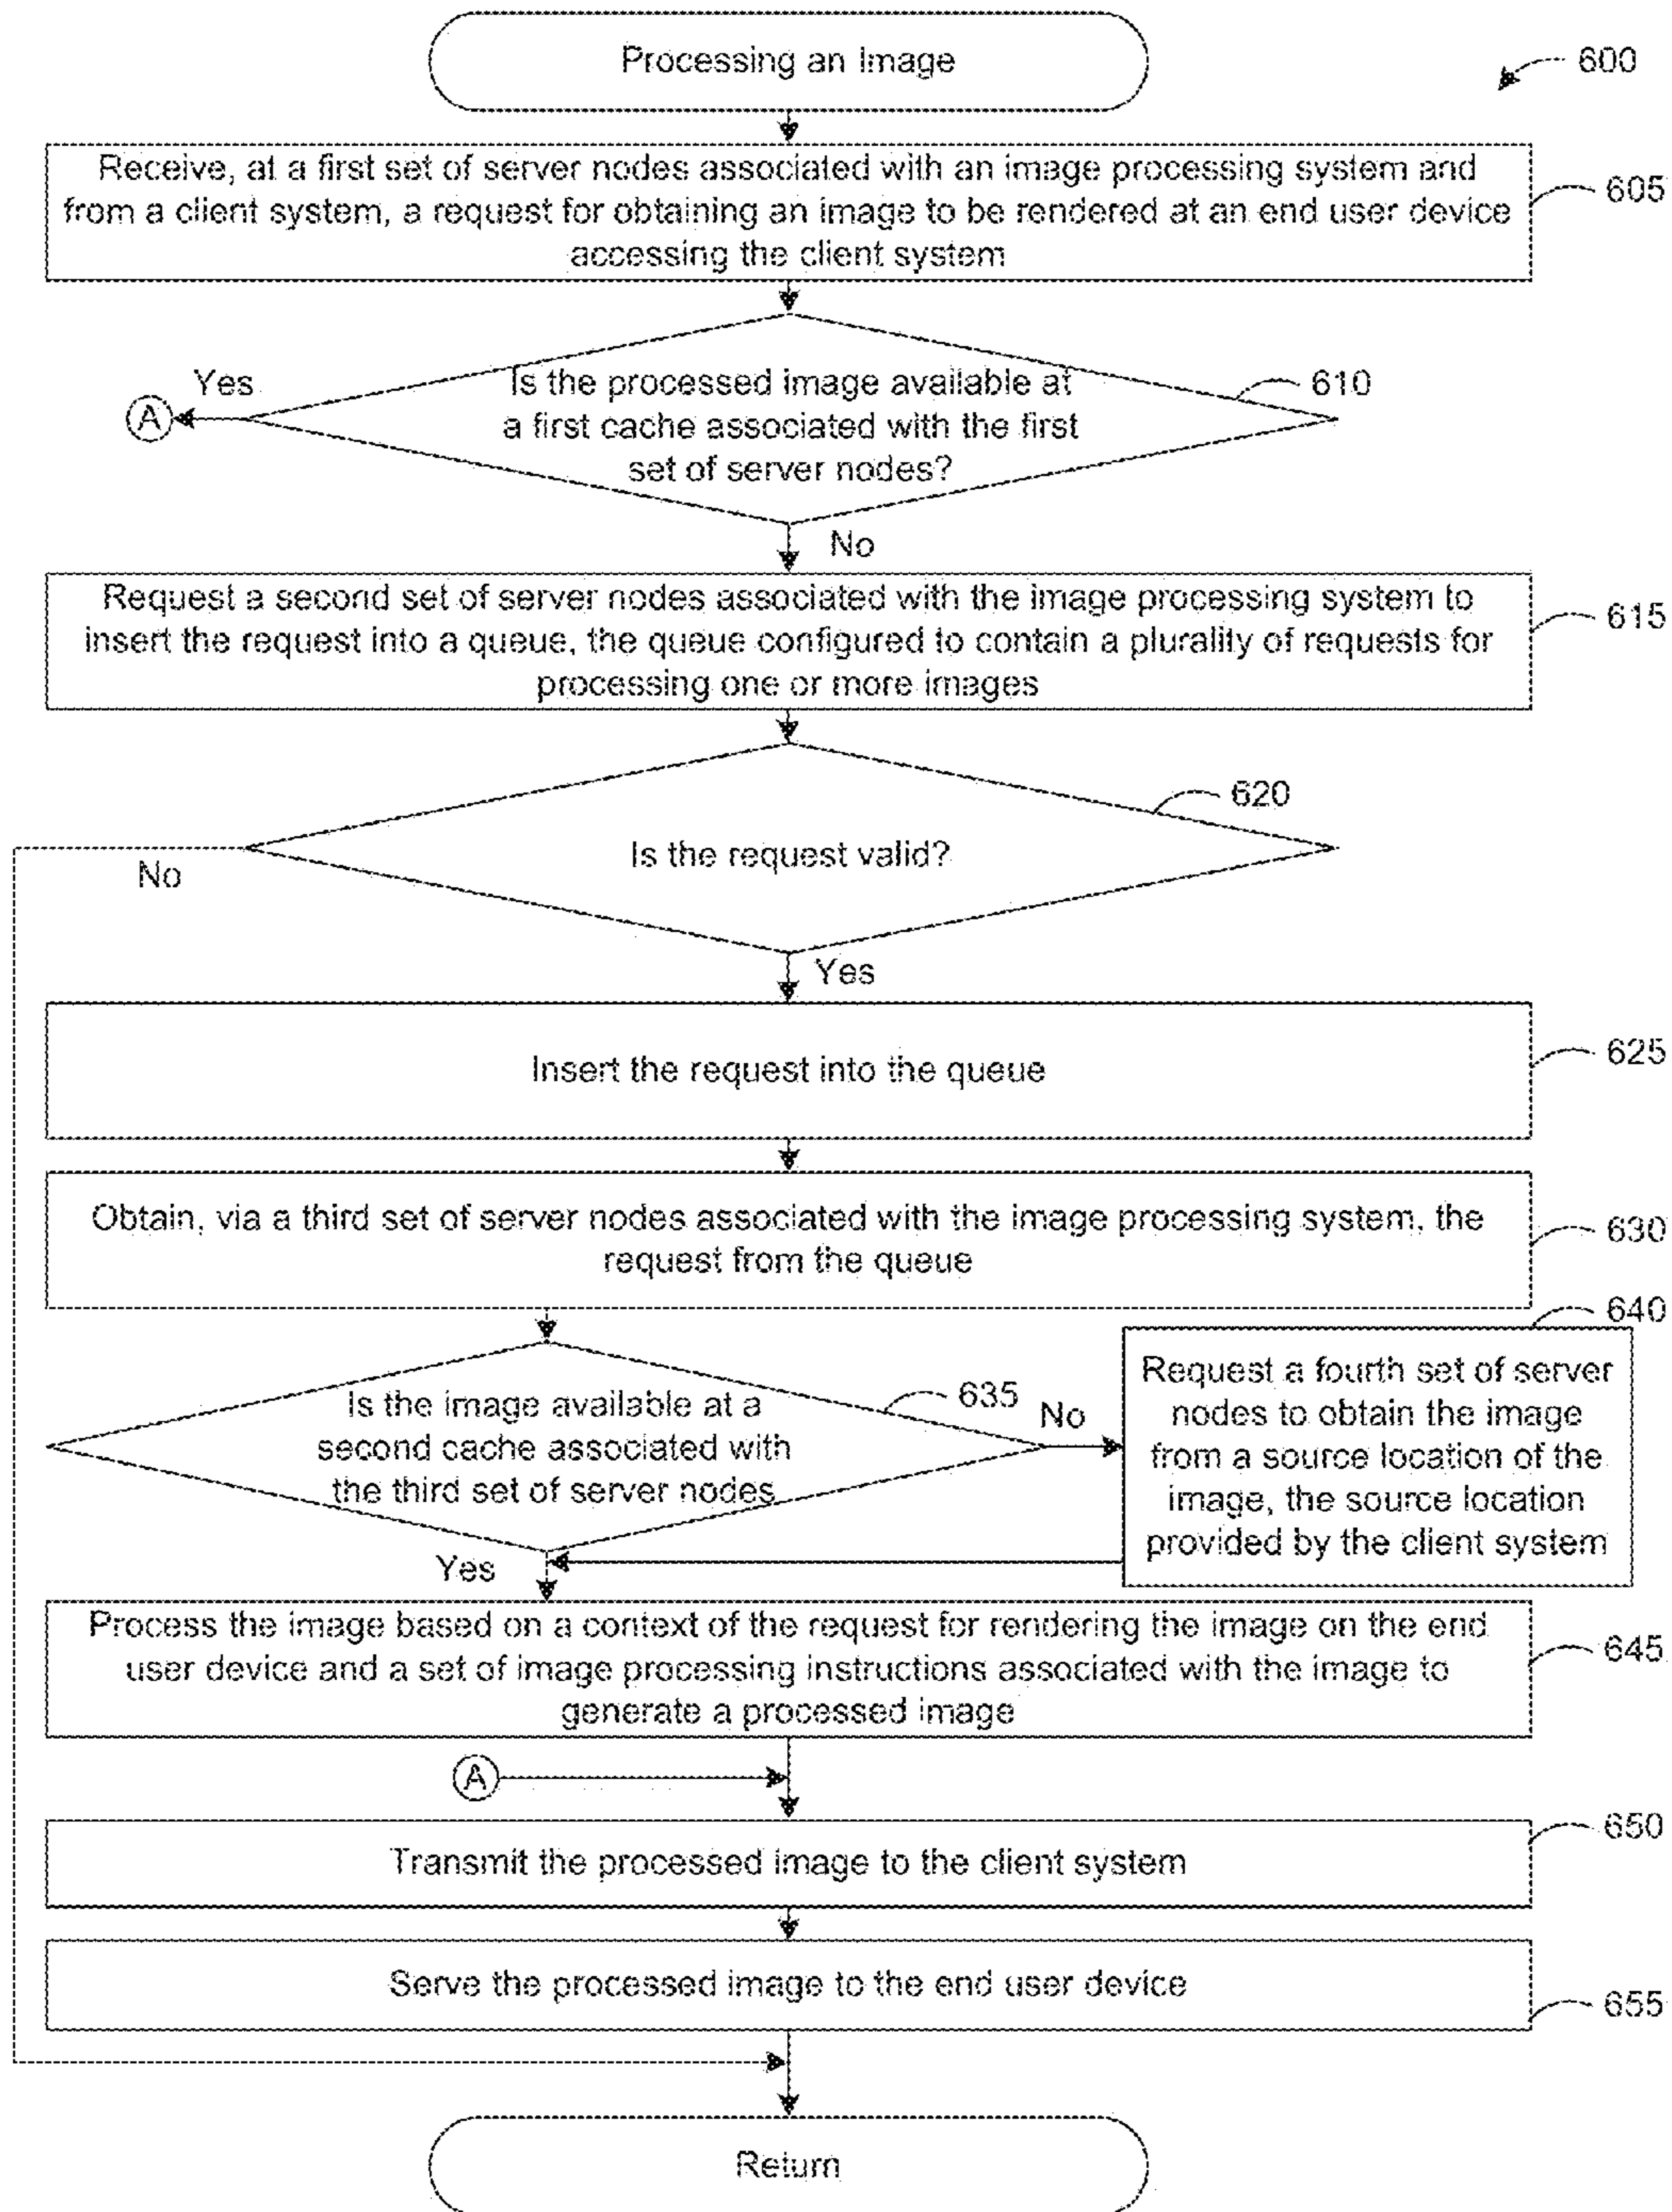 Processing an Image
600
Receive, at a first set of server nodes associated with an image processing system and
from a client system, a request for obtaining an image to be rendered at an end user device
accessing the client system
605
Yes
A
Is the processed image available at
a first cache associated with the first
set of server nodes?
610
No
Request a second set of server nodes associated with the image processing system to
insert the request into a queue, the queue configured to contain a plurality of requests for
processing one or more images
615
620
Is the request valid?
No
Yes
Insert the request into the queue
625
Obtain, via a third set of server nodes associated with the image processing system, the
request from the queue
630
640
Is the image available at a
second cache associated with
the third set of server nodes
635
No
Request a fourth set of server
nodes to obtain the image
from a source location of the
image, the source location
provided by the client system
Yes
Process the image based on a context of the request for rendering the image on the end
user device and a set of image processing instructions associated with the image to
generate a processed image
645
A
Transmit the processed image to the client system
650
Serve the processed image to the end user device
655
Return